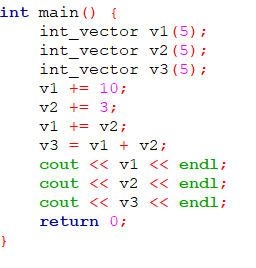 int main() {
    int_vector v1(5);
    int_vector v2(5);
    int_vector v3(5);
    v1 += 10;
    v2 += 3;
    v1 += v2;
    v3 = v1 + v2;
    cout << v1 << endl;
    cout << v2 << endl;
    cout << v3 << endl;
    return 0;
}